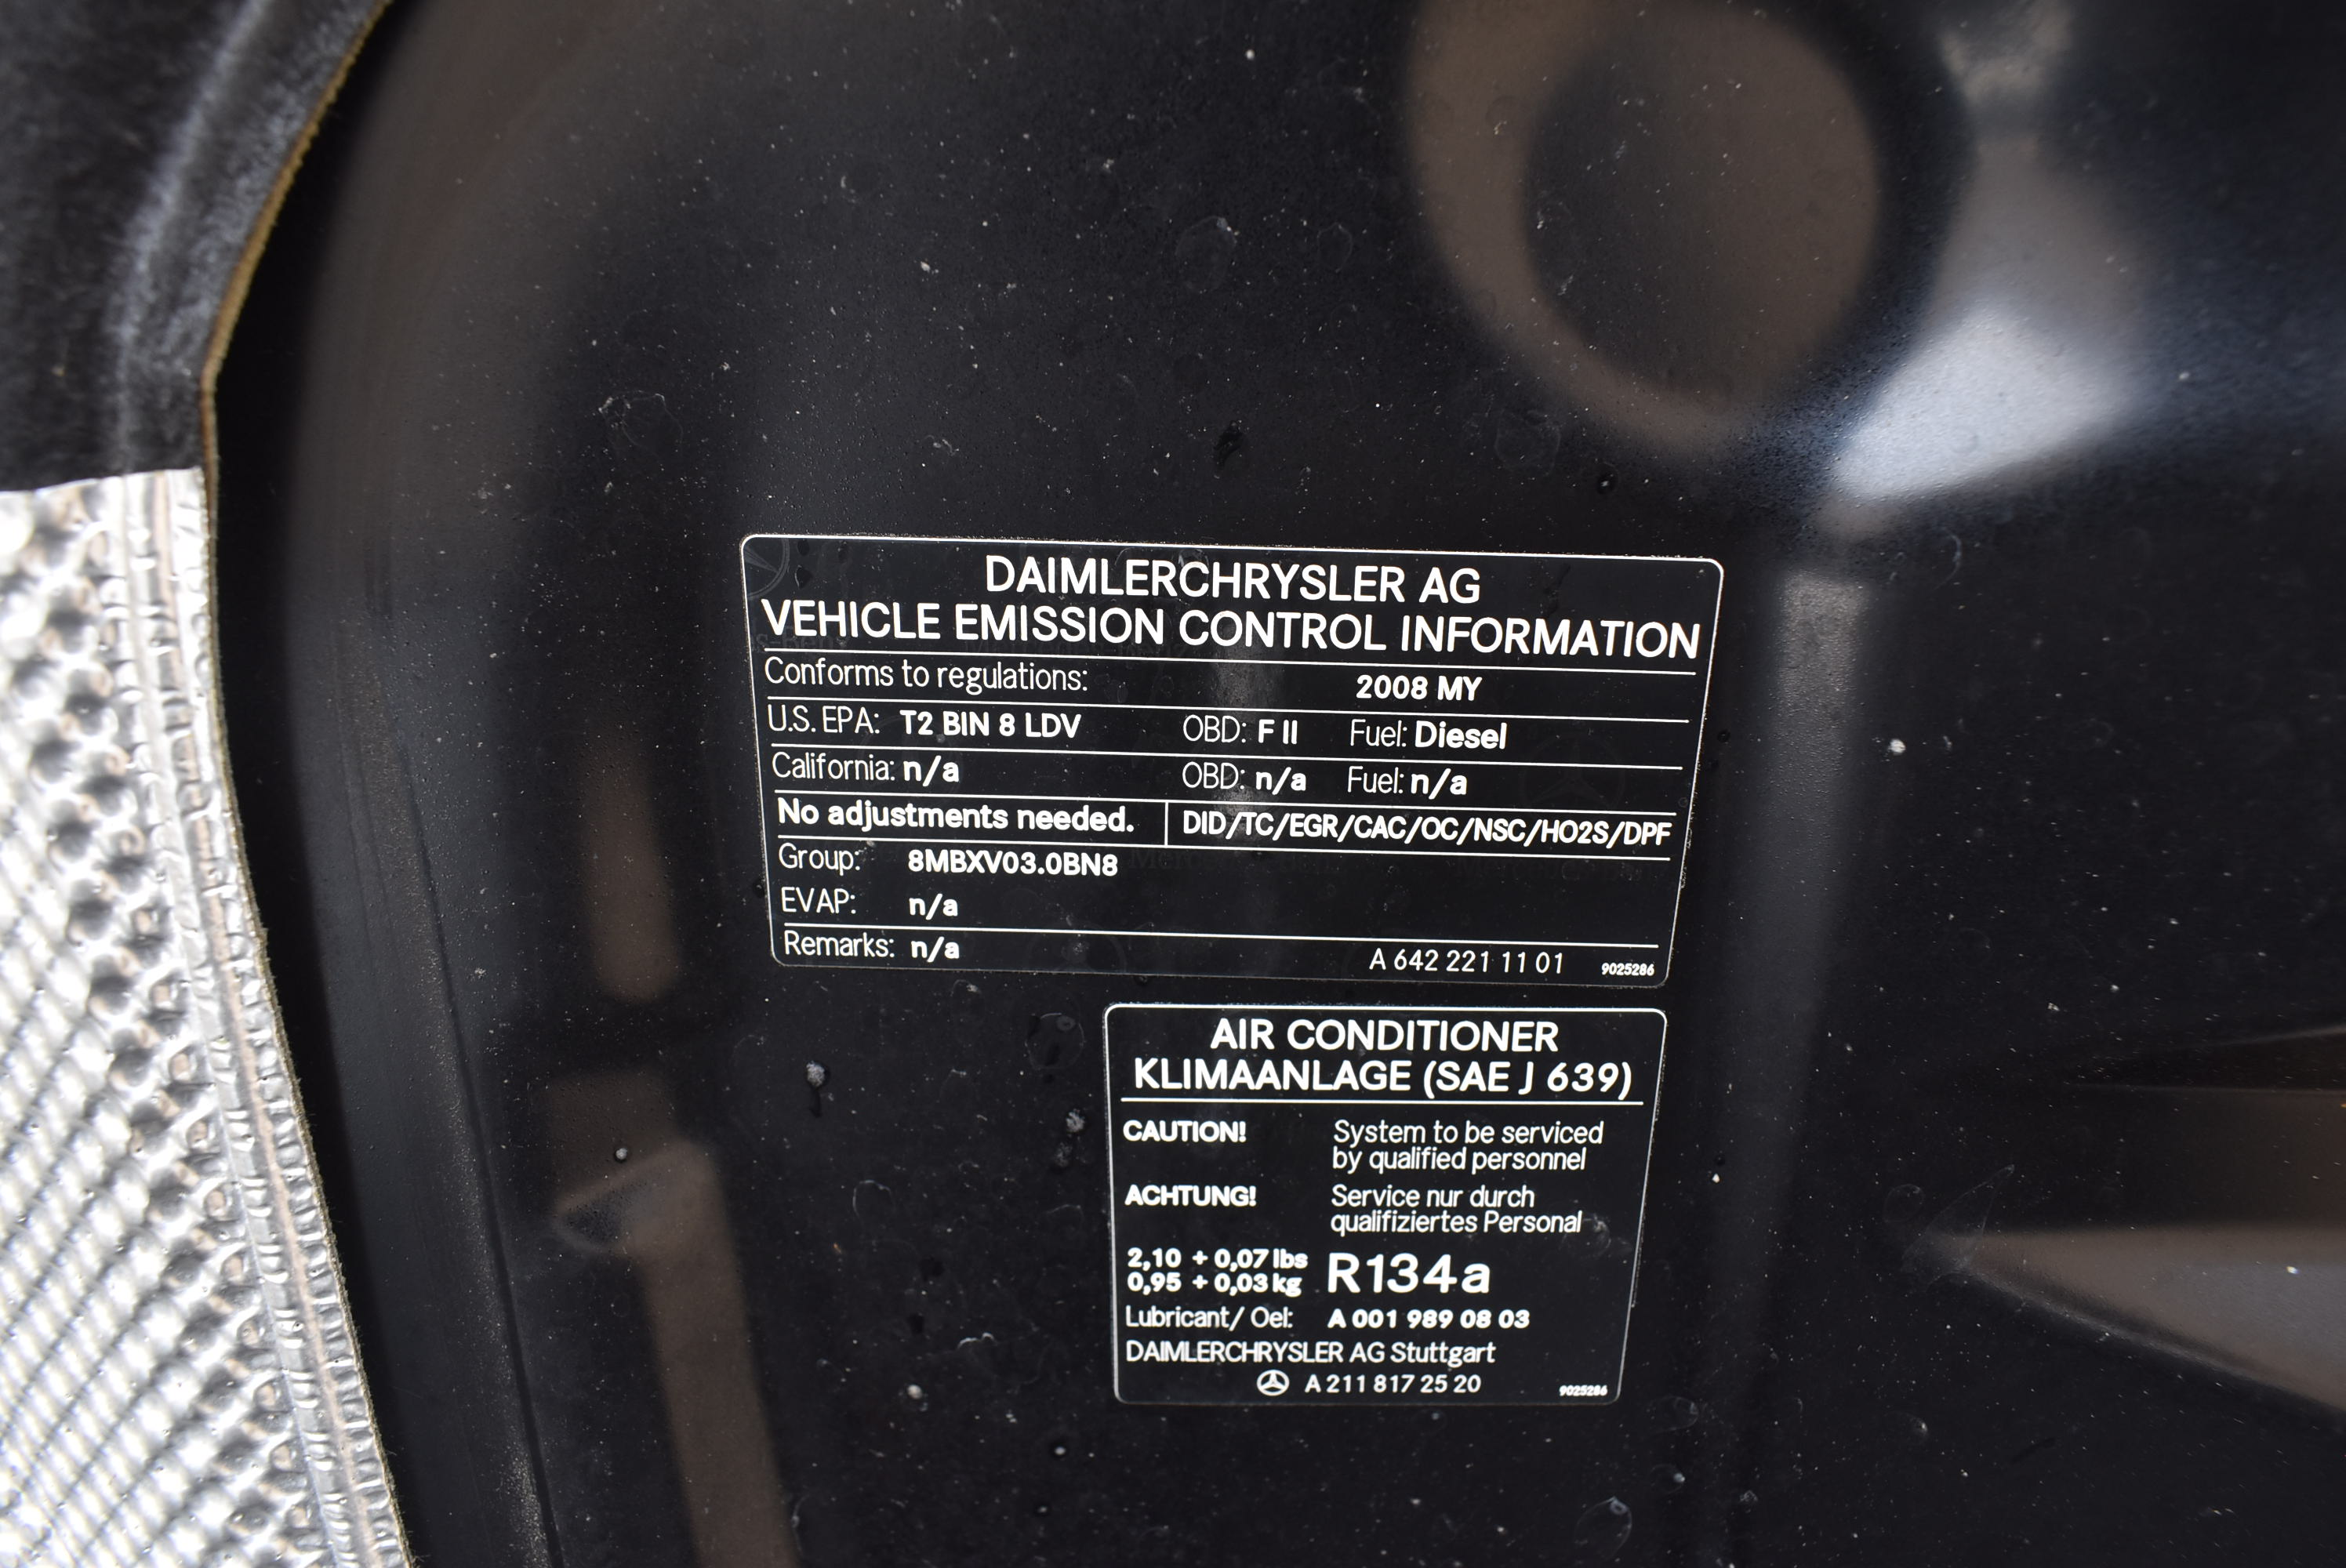 DAIMLERCHRYSLER AG
VEHICLE EMISSION CONTROL INFORMATION
Conforms to regulations: 2008 MY
U.S. EPA: T2 BIN 8 LDV OBD: F II Fuel: Diesel
California: n/a OBD: n/a Fuel: n/a
No adjustments needed. DID/TC/EGR/CAC/OC/NSC/HO2S/DPF
Group: 8MBXV03.0BN8
EVAP: n/a
Remarks: n/a A 642 221 11 01 9025286
AIR CONDITIONER
KLIMAANLAGE (SAE J 639)
CAUTION! System to be serviced
by qualified personnel
ACHTUNG! Service nur durch
qualifiziertes Personal
2,10 + 0,07 lbs R134a
0,95 + 0,03 kg
Lubricant/ Oel: A 001 989 08 03
DAIMLERCHRYSLER AG Stuttgart
A 211 817 25 20 9025286